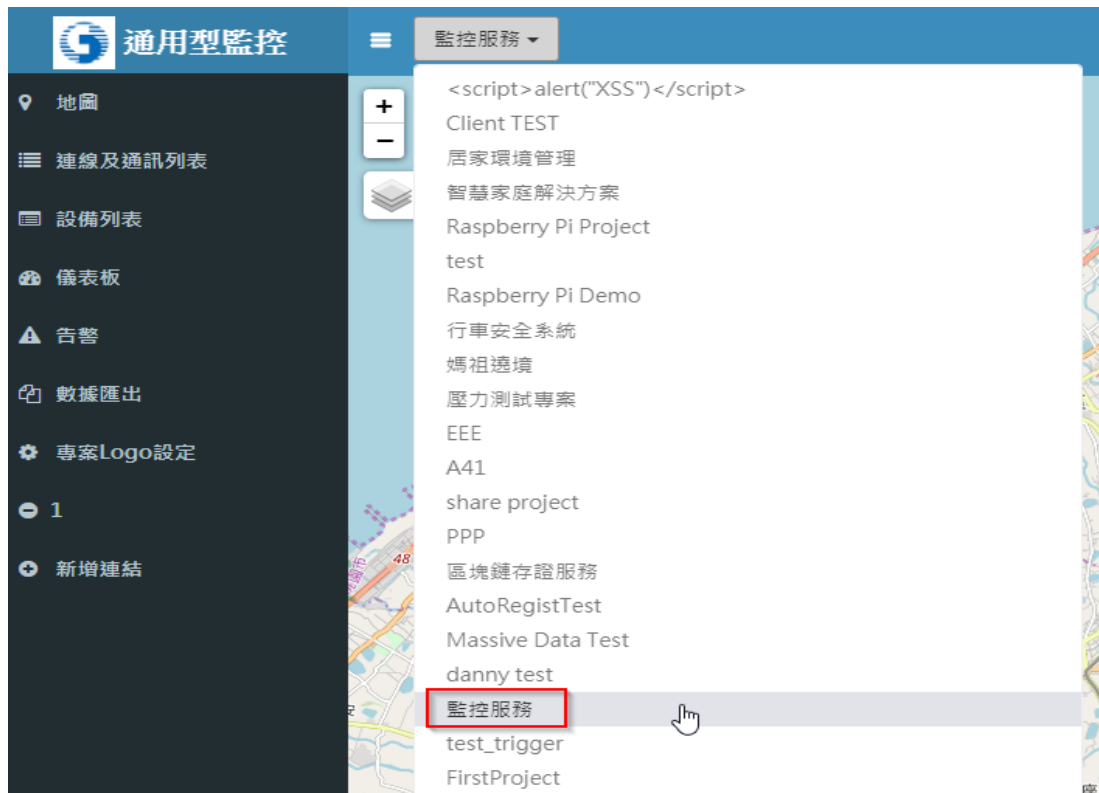 通用型監控
監控服務
地圖
連線及通訊列表
設備列表
儀表板
告警
數據匯出
專案Logo設定
1
新增連結
+
−
<script>alert("XSS")</script>
Client TEST
居家環境管理
智慧家庭解決方案
Raspberry Pi Project
test
Raspberry Pi Demo
行車安全系統
媽祖遶境
壓力測試專案
EEE
A41
share project
PPP
區塊鏈存證服務
AutoRegistTest
Massive Data Test
danny test
監控服務
test_trigger
FirstProject
48